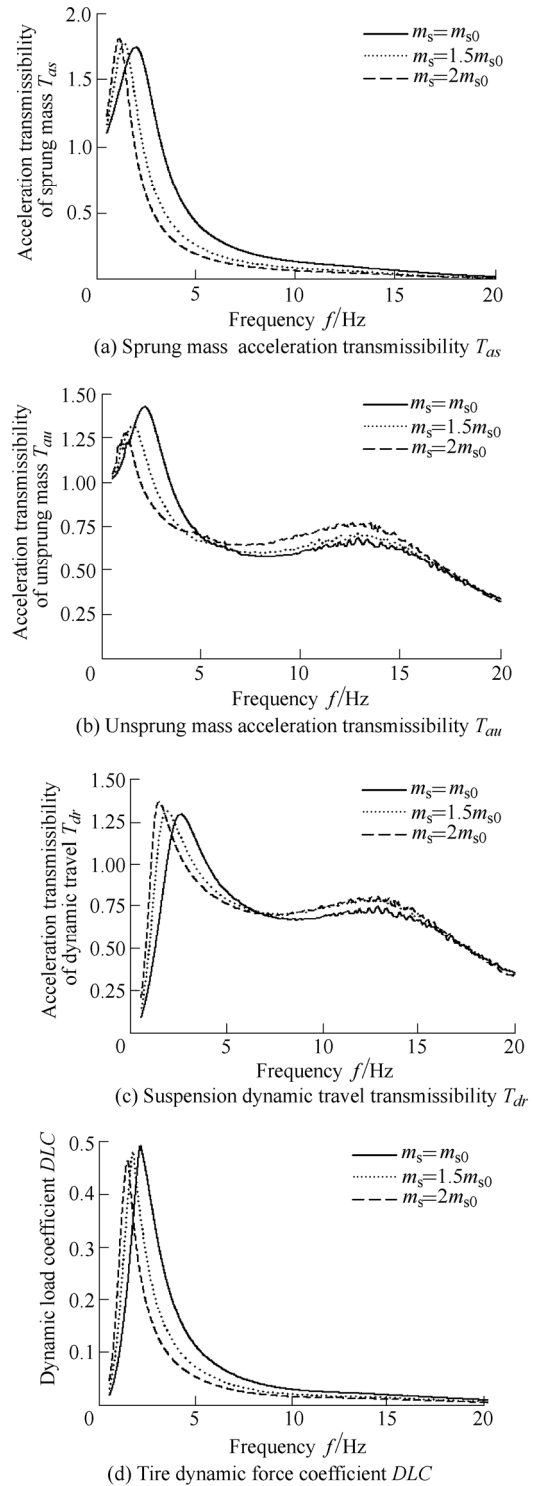 Acceleration transmissibility
of sprung mass Tas
2.0
1.5
1.0
0.5
0
5
10
15
20
ms=ms0
ms=1.5ms0
ms=2ms0
Frequency f/Hz
(a) Sprung mass acceleration transmissibility Tas
Acceleration transmissibility
of unsprung mass Tau
1.50
1.25
1.00
0.75
0.50
0.25
0
5
10
15
20
ms=ms0
ms=1.5ms0
ms=2ms0
Frequency f/Hz
(b) Unsprung mass acceleration transmissibility Tau
Acceleration transmissibility
of dynamic travel Tdr
1.50
1.25
1.00
0.75
0.50
0.25
0
5
10
15
20
ms=ms0
ms=1.5ms0
ms=2ms0
Frequency f/Hz
(c) Suspension dynamic travel transmissibility Tdr
Dynamic load coefficient DLC
0.5
0.4
0.3
0.2
0.1
0
5
10
15
20
ms=ms0
ms=1.5ms0
ms=2ms0
Frequency f/Hz
(d) Tire dynamic force coefficient DLC